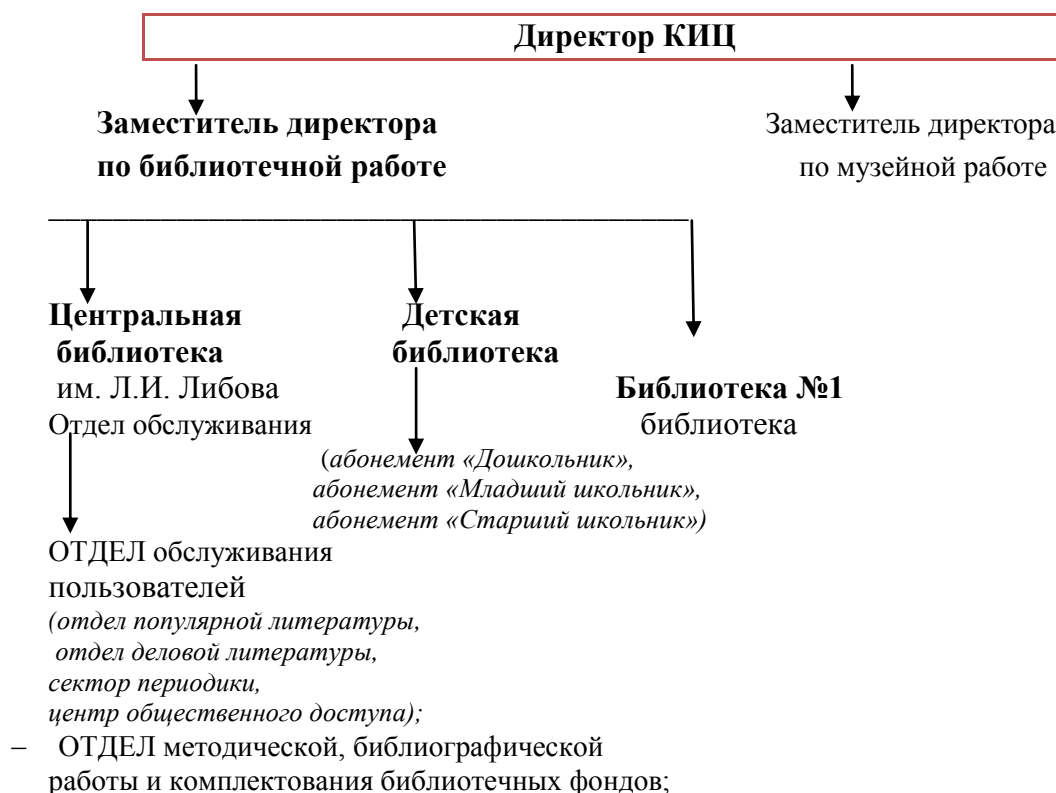 Директор КИЦ
Заместитель директора
по библиотечной работе
Заместитель директора
по музейной работе
Центральная
библиотека
им. Л.И. Либова
Отдел обслуживания
Детская
библиотека
Библиотека №1
библиотека
(абонемент «Дошкольник»,
абонемент «Младший школьник»,
абонемент «Старший школьник»)
ОТДЕЛ обслуживания
пользователей
(отдел популярной литературы,
отдел деловой литературы,
сектор периодики,
центр общественного доступа);
– ОТДЕЛ методической, библиографической
работы и комплектования библиотечных фондов;